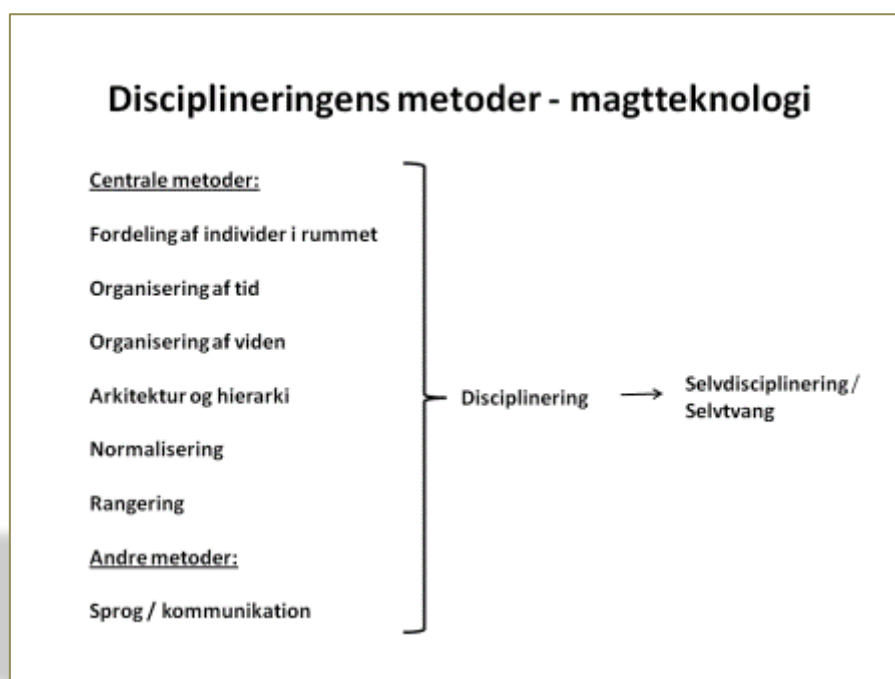 Disciplineringens metoder - magtteknologi
Centrale metoder:
Fordeling af individer i rummet
Organisering af tid
Organisering af viden
Arkitektur og hierarki
Normalisering
Rangering
Andre metoder:
Sprog / kommunikation
Disciplinering
Selvdisciplinering/
Selvtvang